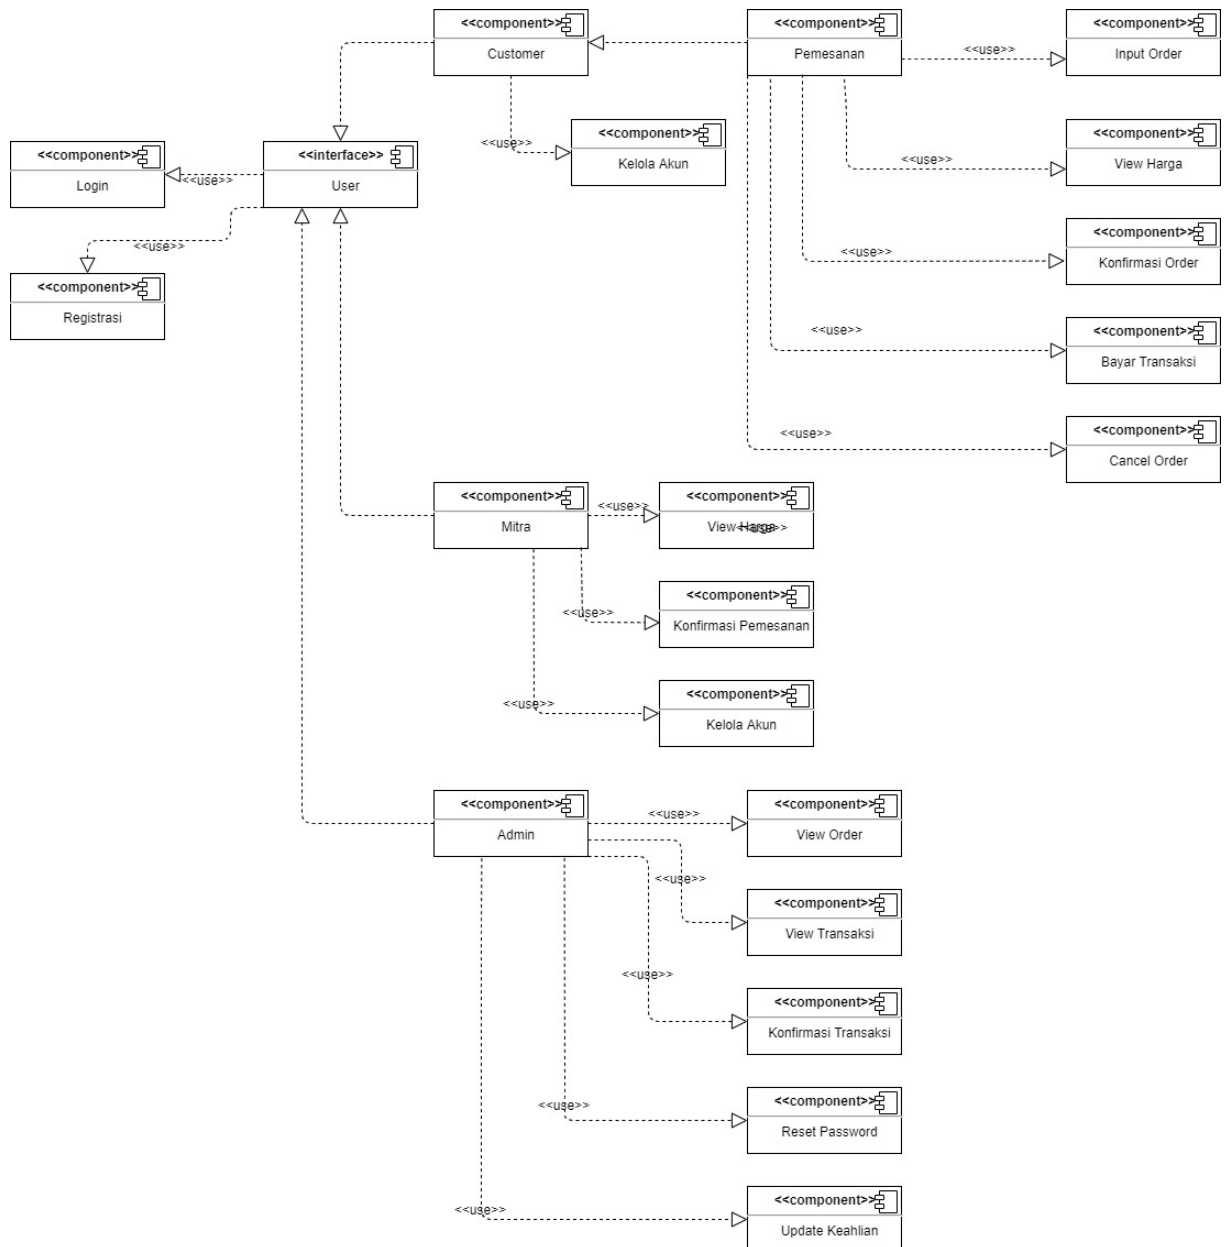 <<component>>
Customer
<<component>>
Pemesanan
<<use>>
<<component>>
Input Order
<<use>>
<<component>>
Kelola Akun
<<use>>
<<component>>
View Harga
<<component>>
Login
<<use>>
<<interface>>
User
<<use>>
<<component>>
Registrasi
<<use>>
<<component>>
Konfirmasi Order
<<use>>
<<component>>
Bayar Transaksi
<<use>>
<<component>>
Cancel Order
<<component>>
Mitra
<<use>>
<<component>>
View Harga
<<use>>
<<use>>
<<component>>
Konfirmasi Pemesanan
<<use>>
<<component>>
Kelola Akun
<<component>>
Admin
<<use>>
<<component>>
View Order
<<use>>
<<component>>
View Transaksi
<<use>>
<<component>>
Konfirmasi Transaksi
<<use>>
<<component>>
Reset Password
<<use>>
<<component>>
Update Keahlian